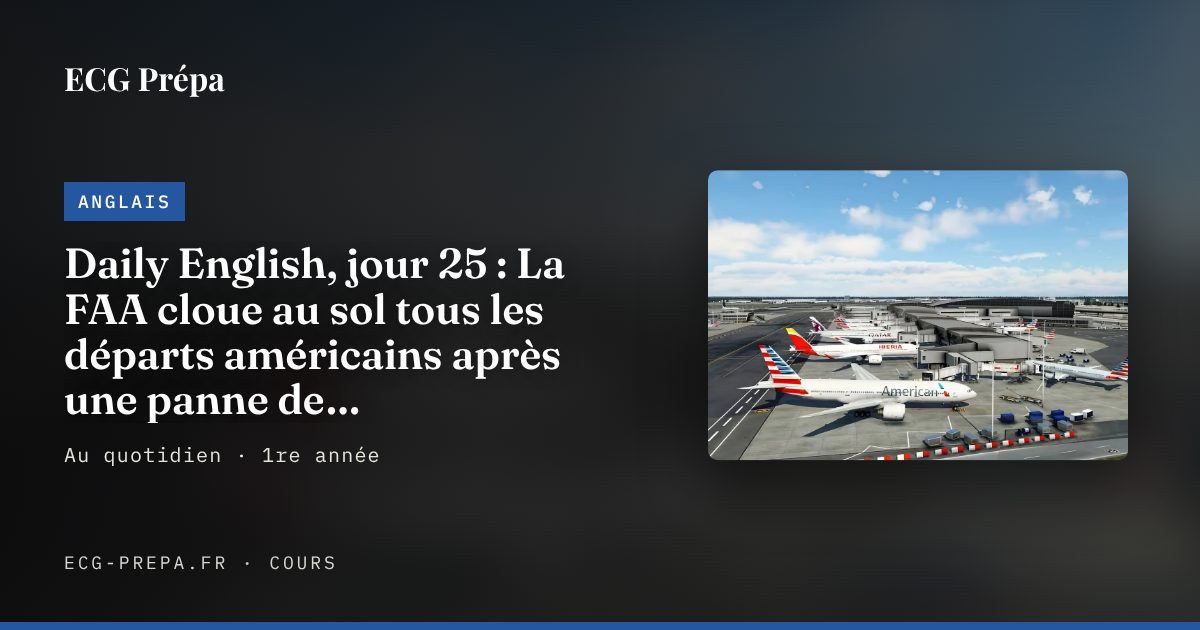 ECG Prépa
ANGLAIS
Daily English, jour 25 : La
FAA cloue au sol tous les
départs américains après
une panne de...
Au quotidien · 1re année
ECG-PREPA.FR · COURS
QATAR
IBERIA
American